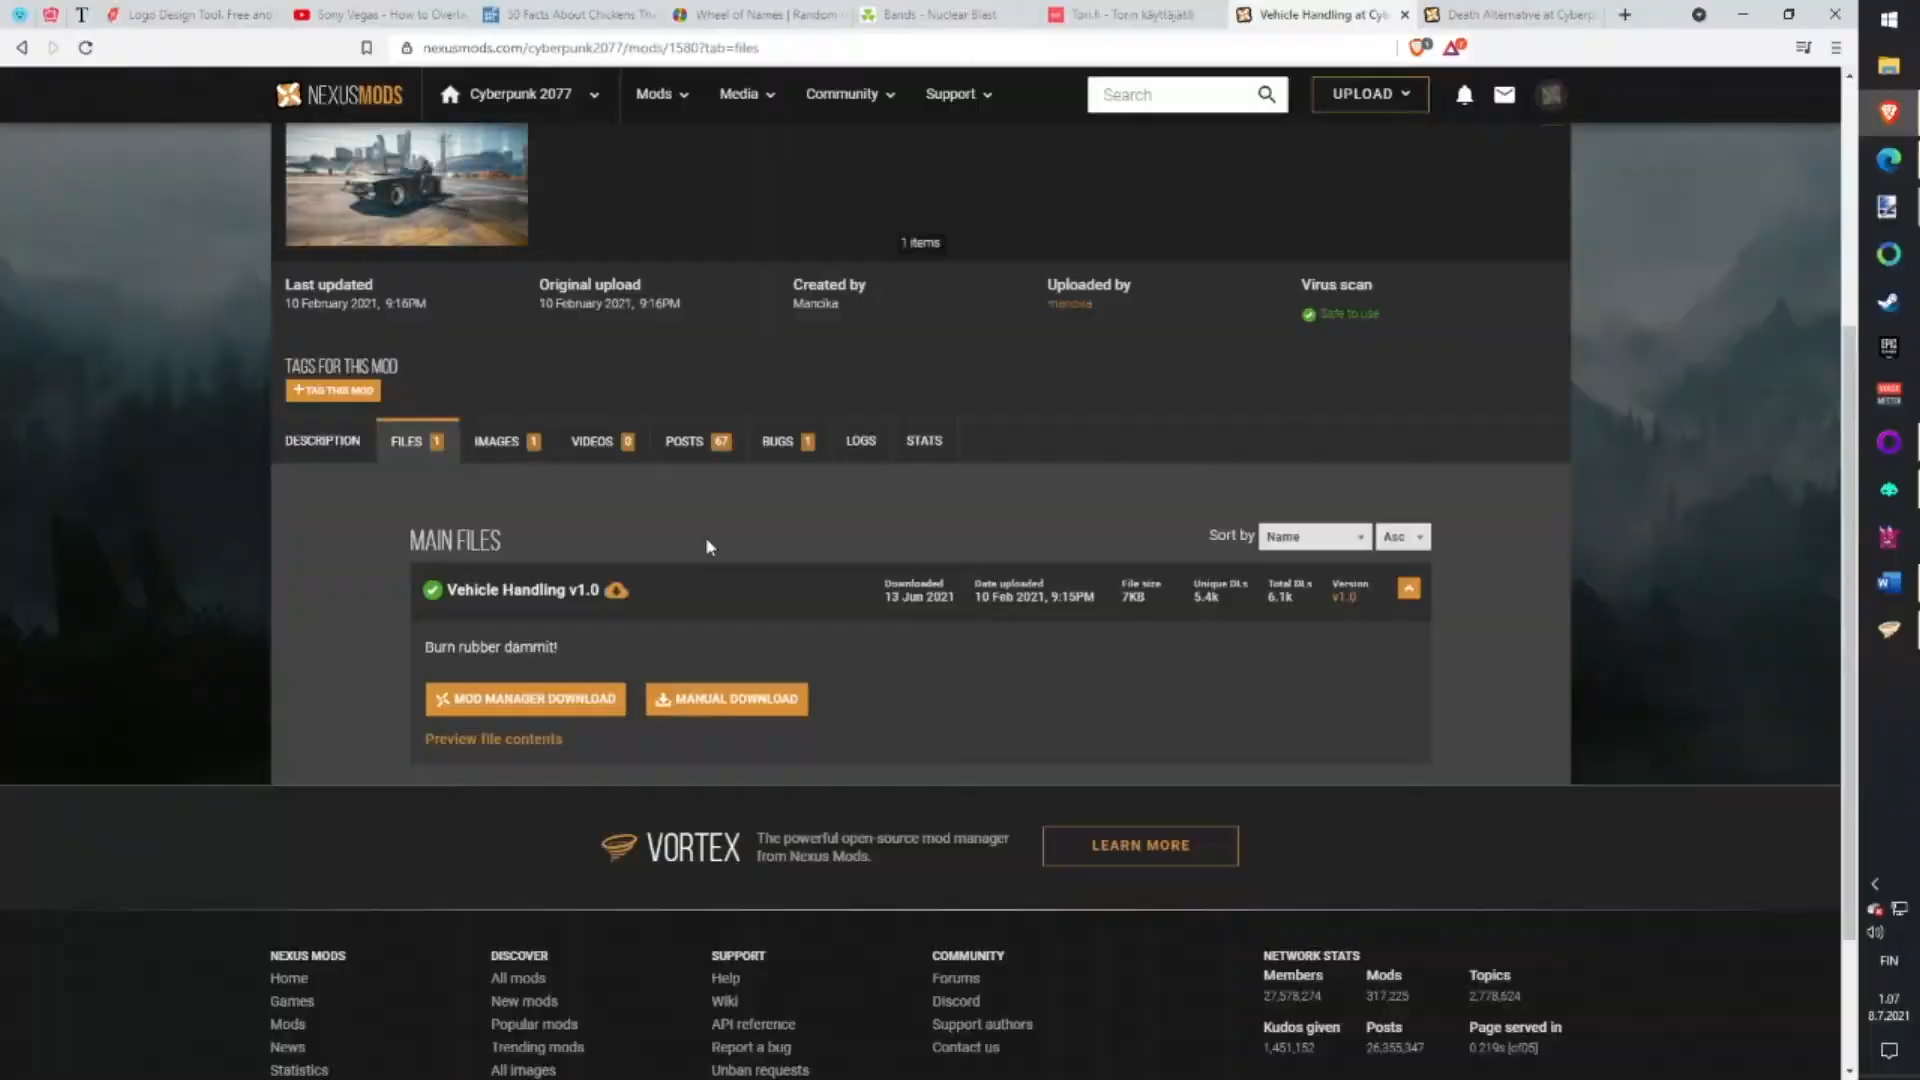 Logo Design Tool. Free and
Sony Vegas - How to Overla
50 Facts About Chickens Th
Wheel of Names | Random
Bands - Nuclear Blast
Tori.fi - Torin käyttäjätili
Vehicle Handling at Cyb
Death Alternative at Cyberp
nexusmods.com/cyberpunk2077/mods/1580?tab=files
NEXUSMODS
Cyberpunk 2077
Mods
Media
Community
Support
Search
UPLOAD
1 items
Last updated
10 February 2021, 9:16PM
Original upload
10 February 2021, 9:16PM
Created by
Mancika
Uploaded by
mancika
Virus scan
Safe to use
TAGS FOR THIS MOD
+ TAG THIS MOD
DESCRIPTION
FILES 1
IMAGES 1
VIDEOS 0
POSTS 67
BUGS 1
LOGS
STATS
MAIN FILES
Sort by Name Asc
Vehicle Handling v1.0
Downloaded
13 Jun 2021
Date uploaded
10 Feb 2021, 9:15PM
File size
7KB
Unique DLs
5.4k
Total DLs
6.1k
Version
v1.0
Burn rubber dammit!
MOD MANAGER DOWNLOAD
MANUAL DOWNLOAD
Preview file contents
VORTEX
The powerful open-source mod manager
from Nexus Mods.
LEARN MORE
NEXUS MODS
Home
Games
Mods
News
Statistics
DISCOVER
All mods
New mods
Popular mods
Trending mods
All images
SUPPORT
Help
Wiki
API reference
Report a bug
Unban requests
COMMUNITY
Forums
Discord
Support authors
Contact us
NETWORK STATS
Members
27,578,274
Mods
317,225
Topics
2,778,624
Kudos given
1,451,152
Posts
26,355,347
Page served in
0.219s [cf05]
EPIC
FIN
1.07
8.7.2021